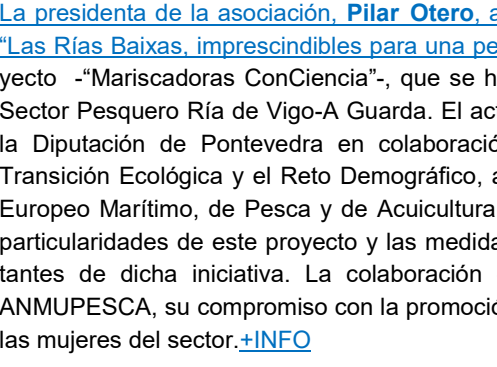 La presidenta de la asociación, Pilar Otero, a
“Las Rías Baixas, imprescindibles para una pe
yecto -“Mariscadoras ConCiencia”-, que se h
Sector Pesquero Ría de Vigo-A Guarda. El act
la Diputación de Pontevedra en colaboració
Transición Ecológica y el Reto Demográfico, a
Europeo Marítimo, de Pesca y de Acuicultura
particularidades de este proyecto y las medida
tantes de dicha iniciativa. La colaboración
ANMUPESCA, su compromiso con la promoció
las mujeres del sector.+INFO